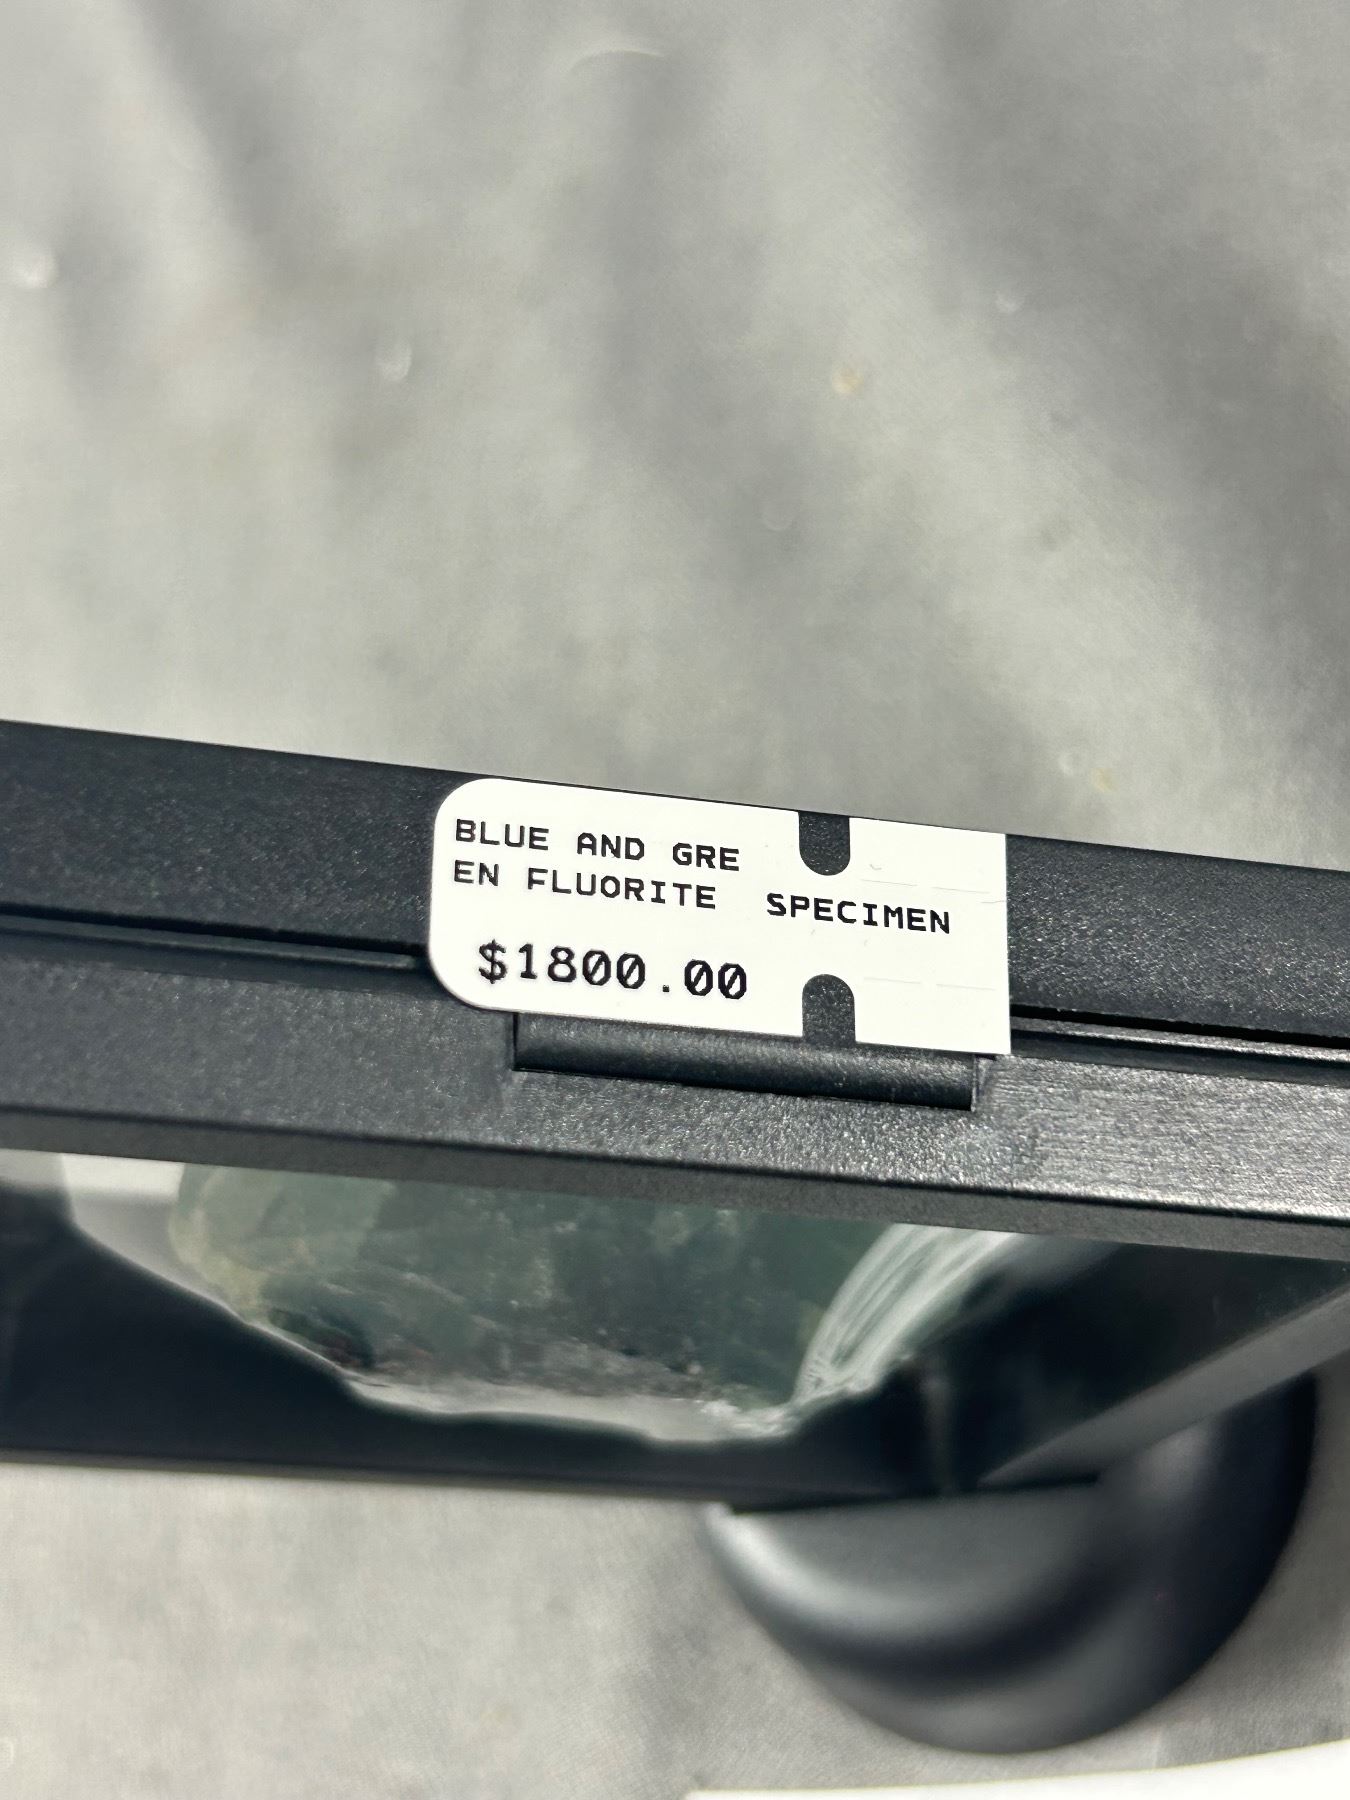 BLUE AND GRE
EN FLUORITE SPECIMEN
$1800.00